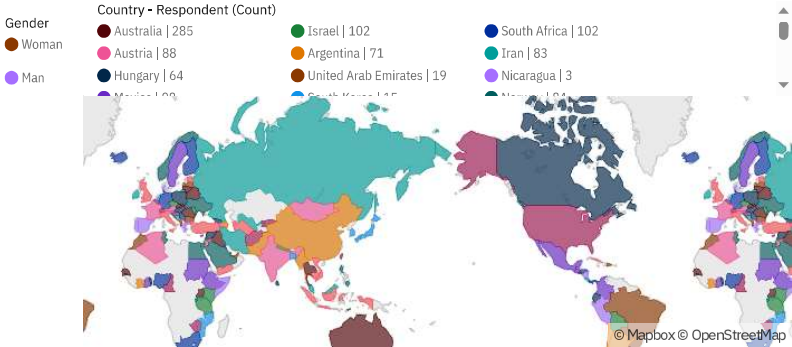 Gender
Woman
Man
Country - Respondent (Count)
Australia | 285
Israel | 102
South Africa | 102
Austria | 88
Argentina | 71
Iran | 83
Hungary | 64
United Arab Emirates | 19
Nicaragua | 3
© Mapbox © OpenStreetMap